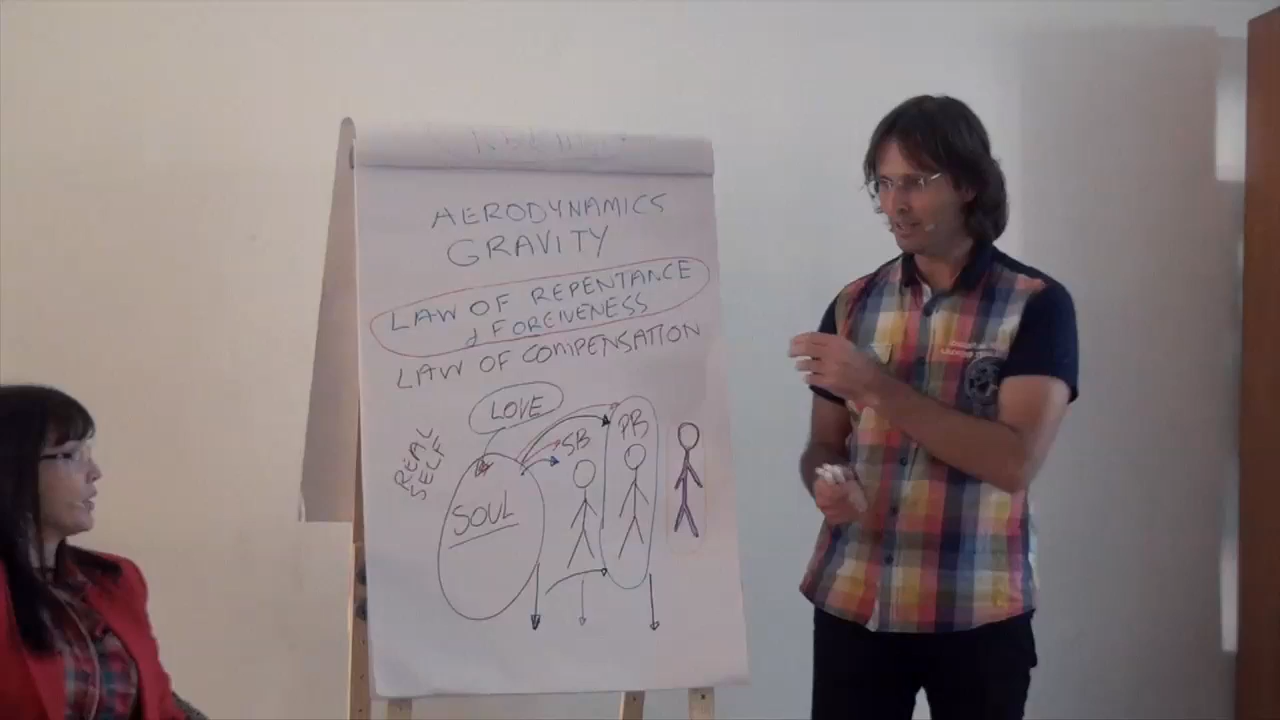 AERODYNAMICS
GRAVITY
LAW OF REPENTANCE
& FORGIVENESS
LAW OF COMPENSATION
LOVE
REAL
SELF
SB
PB
SOUL